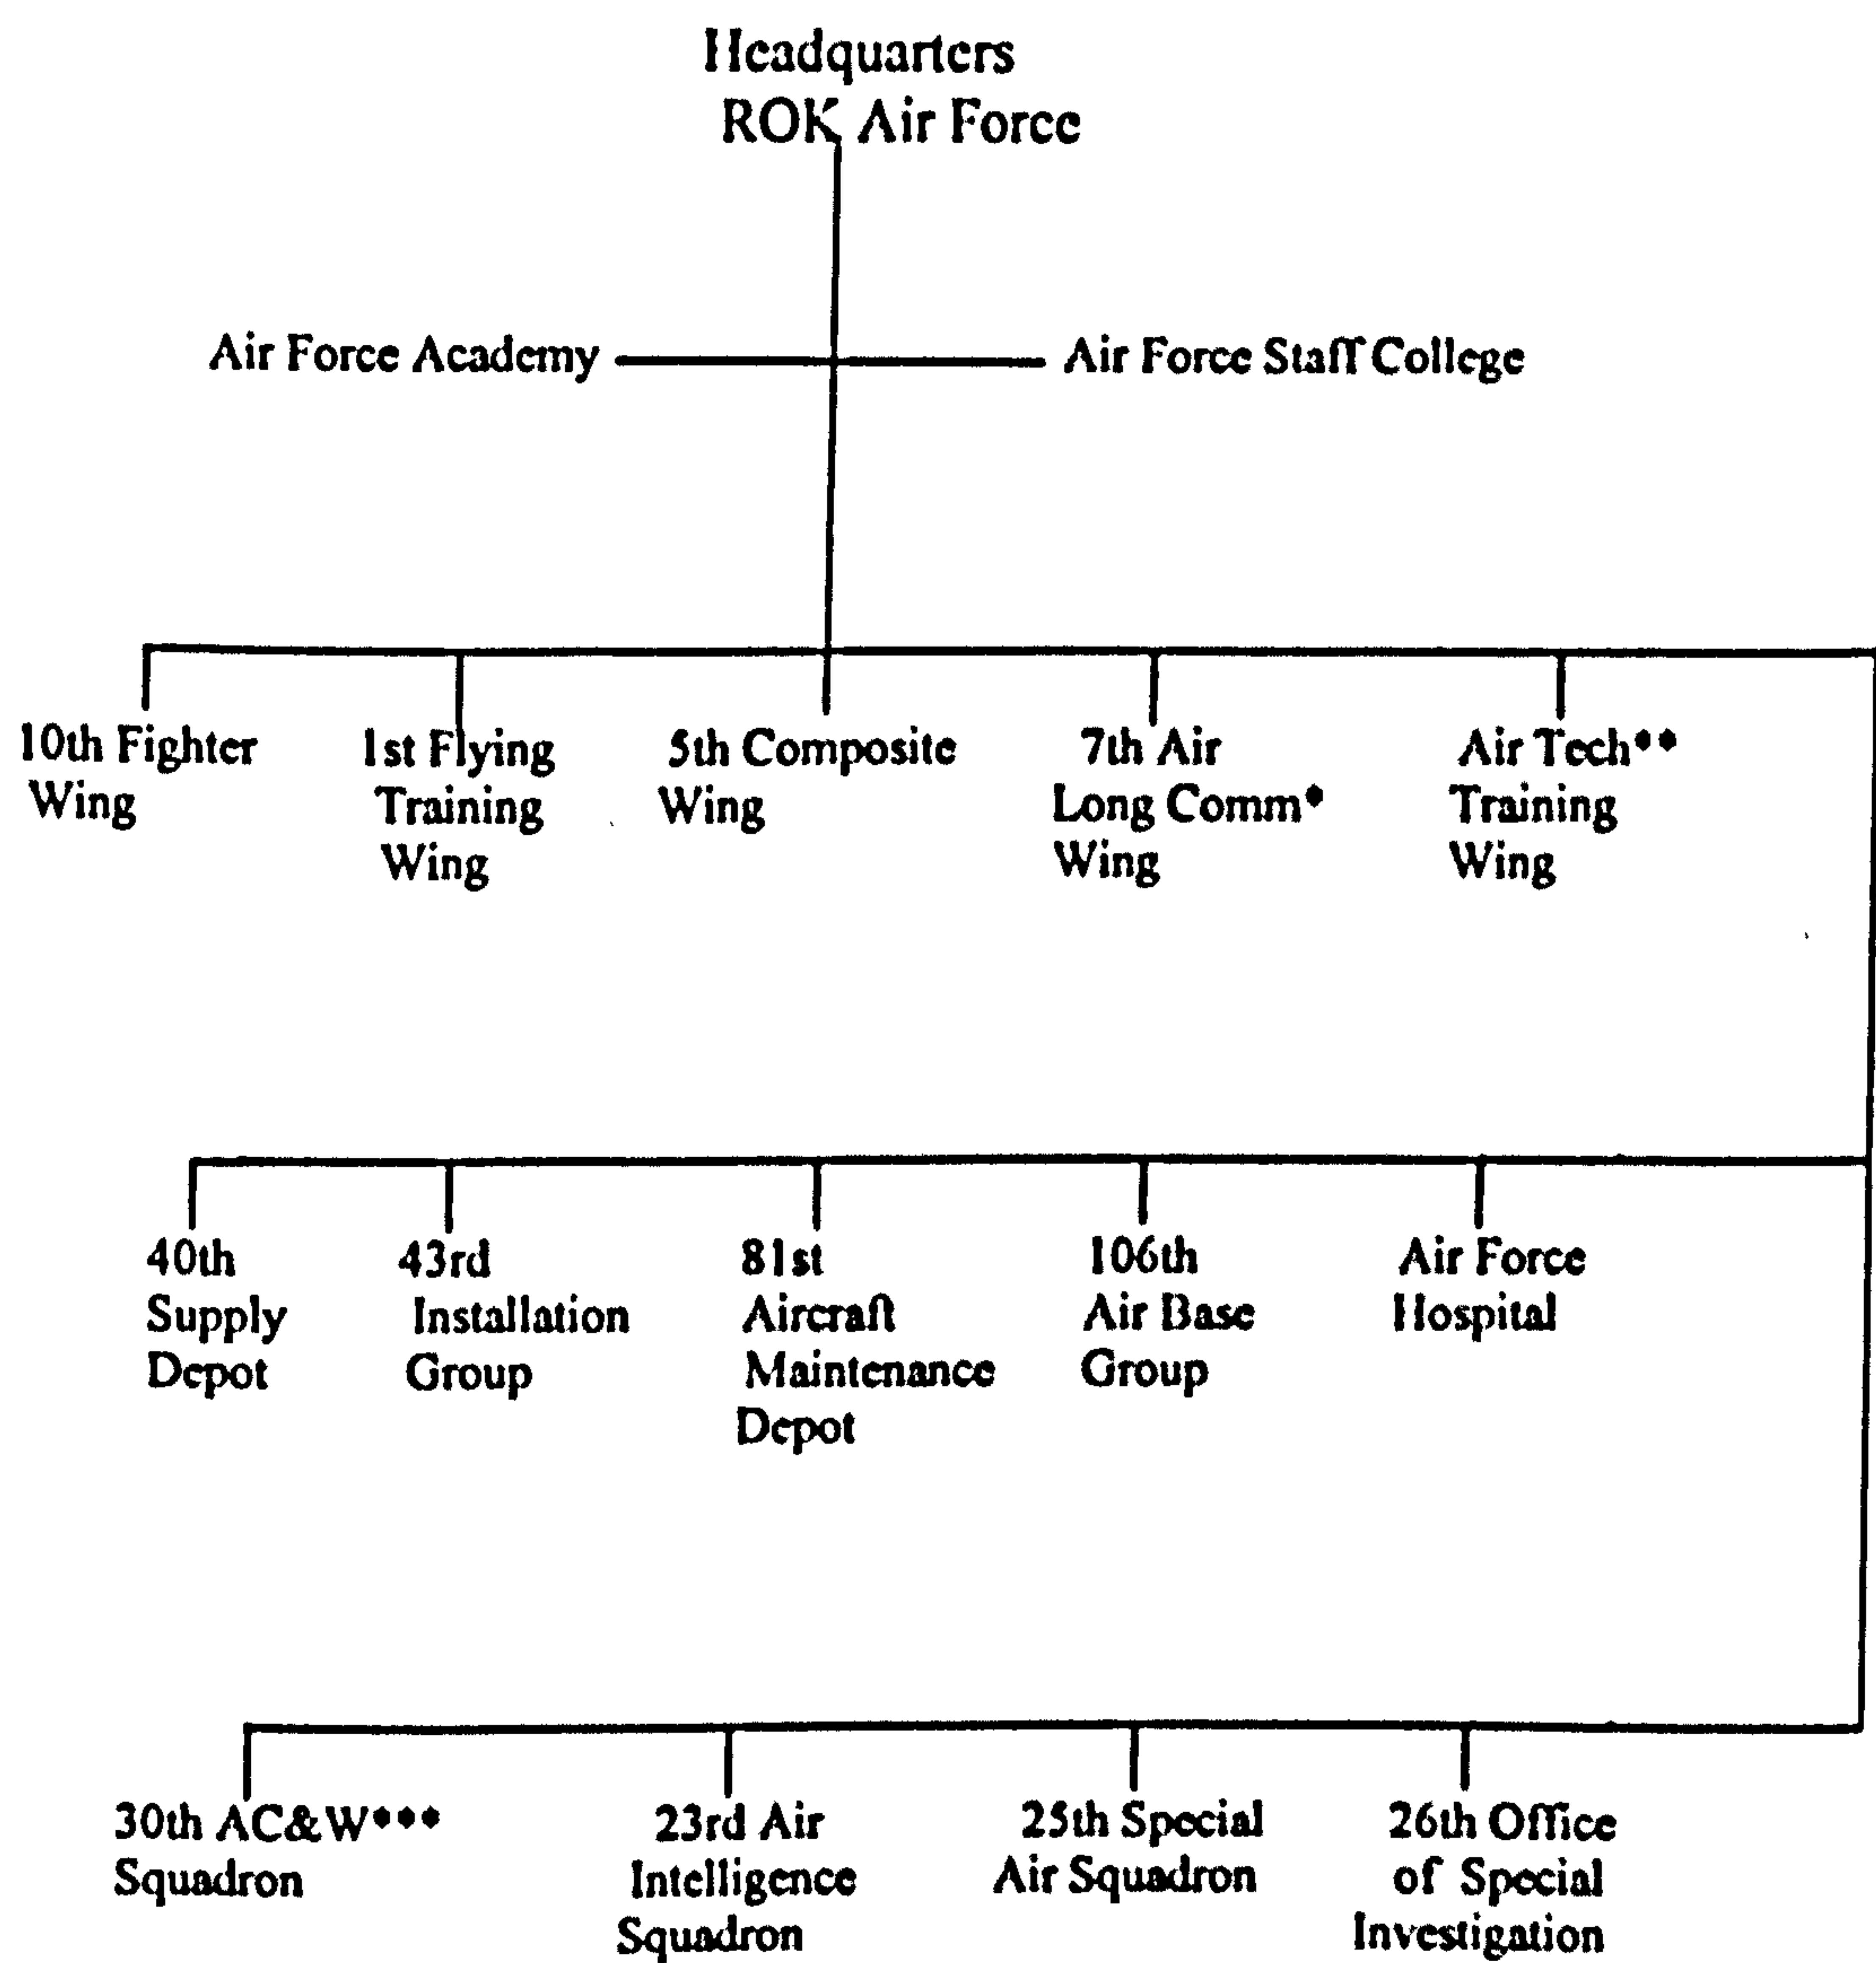 Headquarters
ROK Air Force
Air Force Academy
Air Force Staff College
10th Fighter
Wing
1st Flying
Training
Wing
5th Composite
Wing
7th Air
Long Comm*
Wing
Air Tech**
Training
Wing
40th
Supply
Depot
43rd
Installation
Group
81st
Aircraft
Maintenance
Depot
106th
Air Base
Group
Air Force
Hospital
30th AC&W***
Squadron
23rd Air
Intelligence
Squadron
25th Special
Air Squadron
26th Office
of Special
Investigation